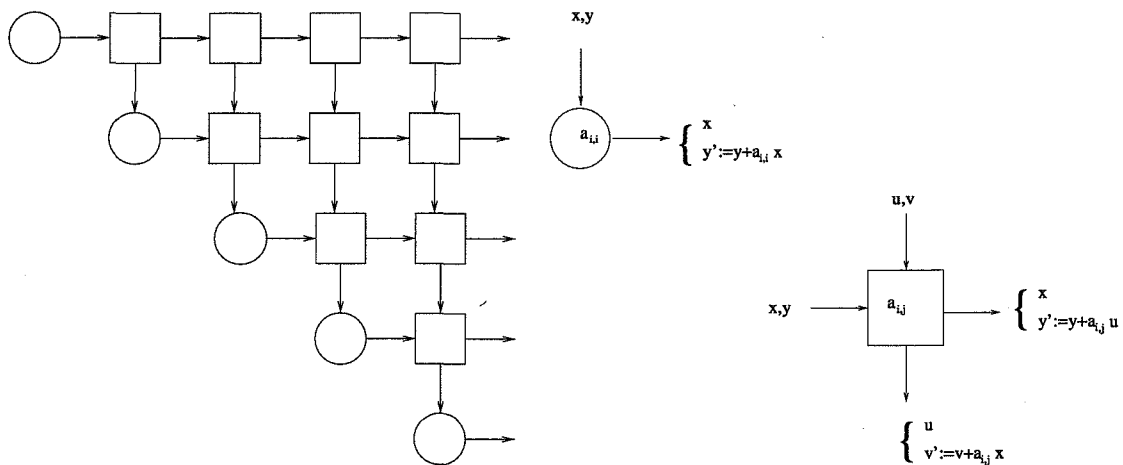 x,y
a_{i,i}
{ x
y':=y+a_{i,i} x
u,v
x,y
a_{i,j}
{ x
y':=y+a_{i,j} u
{ u
v':=v+a_{i,j} x